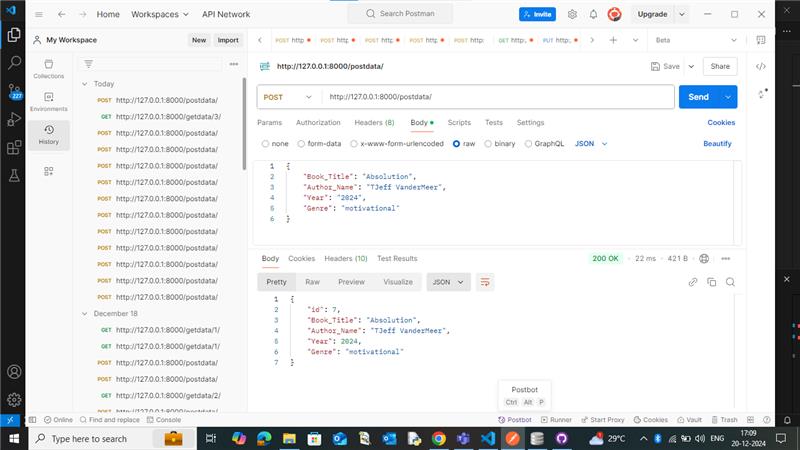 Home Workspaces API Network Search Postman Invite Upgrade
My Workspace New Import POST http: POST http: POST http: POST http: POST http: GET http: PUT http: Beta
Collections
Environments
History
227
Today
POST http://127.0.0.1:8000/postdata/
GET http://127.0.0.1:8000/getdata/3/
POST http://127.0.0.1:8000/postdata/
POST http://127.0.0.1:8000/postdata/
POST http://127.0.0.1:8000/postdata/
POST http://127.0.0.1:8000/postdata/
POST http://127.0.0.1:8000/postdata/
POST http://127.0.0.1:8000/postdata/
POST http://127.0.0.1:8000/postdata/
POST http://127.0.0.1:8000/postdata/
POST http://127.0.0.1:8000/postdata/
POST http://127.0.0.1:8000/postdata/
POST http://127.0.0.1:8000/postdata/
December 18
GET http://127.0.0.1:8000/getdata/1/
GET http://127.0.0.1:8000/getdata/1/
POST http://127.0.0.1:8000/postdata/
POST http://127.0.0.1:8000/postdata/
GET http://127.0.0.1:8000/getdata/2/
POST http://127.0.0.1:8000/postdata/
http://127.0.0.1:8000/postdata/ Save Share
POST http://127.0.0.1:8000/postdata/ Send
Params Authorization Headers (8) Body Scripts Tests Settings Cookies
none form-data x-www-form-urlencoded raw binary GraphQL JSON Beautify
1 {
2 "Book_Title": "Absolution",
3 "Author_Name": "TJeff VanderMeer",
4 "Year": "2024",
5 "Genre": "motivational"
6 }
Body Cookies Headers (10) Test Results 200 OK 22 ms 421 B
Pretty Raw Preview Visualize JSON
1 {
2 "id": 7,
3 "Book_Title": "Absolution",
4 "Author_Name": "TJeff VanderMeer",
5 "Year": 2024,
6 "Genre": "motivational"
7 }
Postbot
Ctrl Alt P
Online Find and replace Console Postbot Runner Start Proxy Cookies Vault Trash
Type here to search 29°C ENG 17:09
20-12-2024